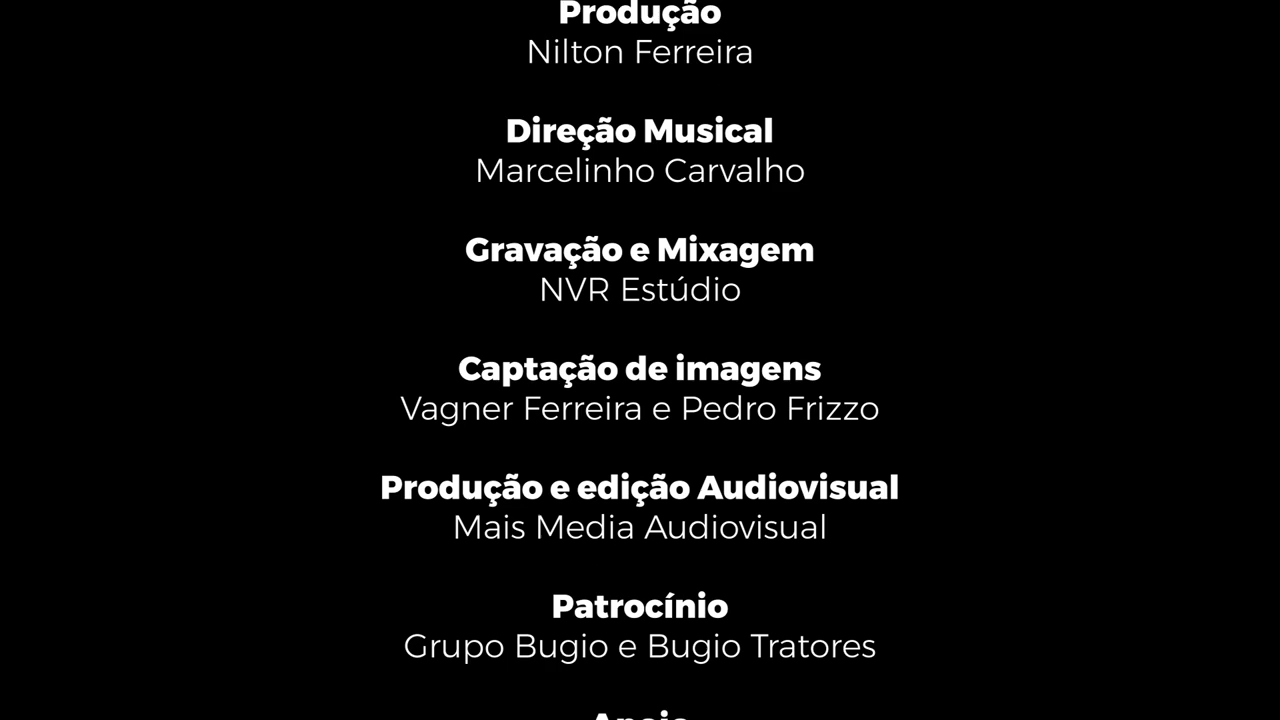 Produção
Nilton Ferreira
Direção Musical
Marcelinho Carvalho
Gravação e Mixagem
NVR Estúdio
Captação de imagens
Vagner Ferreira e Pedro Frizzo
Produção e edição Audiovisual
Mais Media Audiovisual
Patrocínio
Grupo Bugio e Bugio Tratores
Apoio